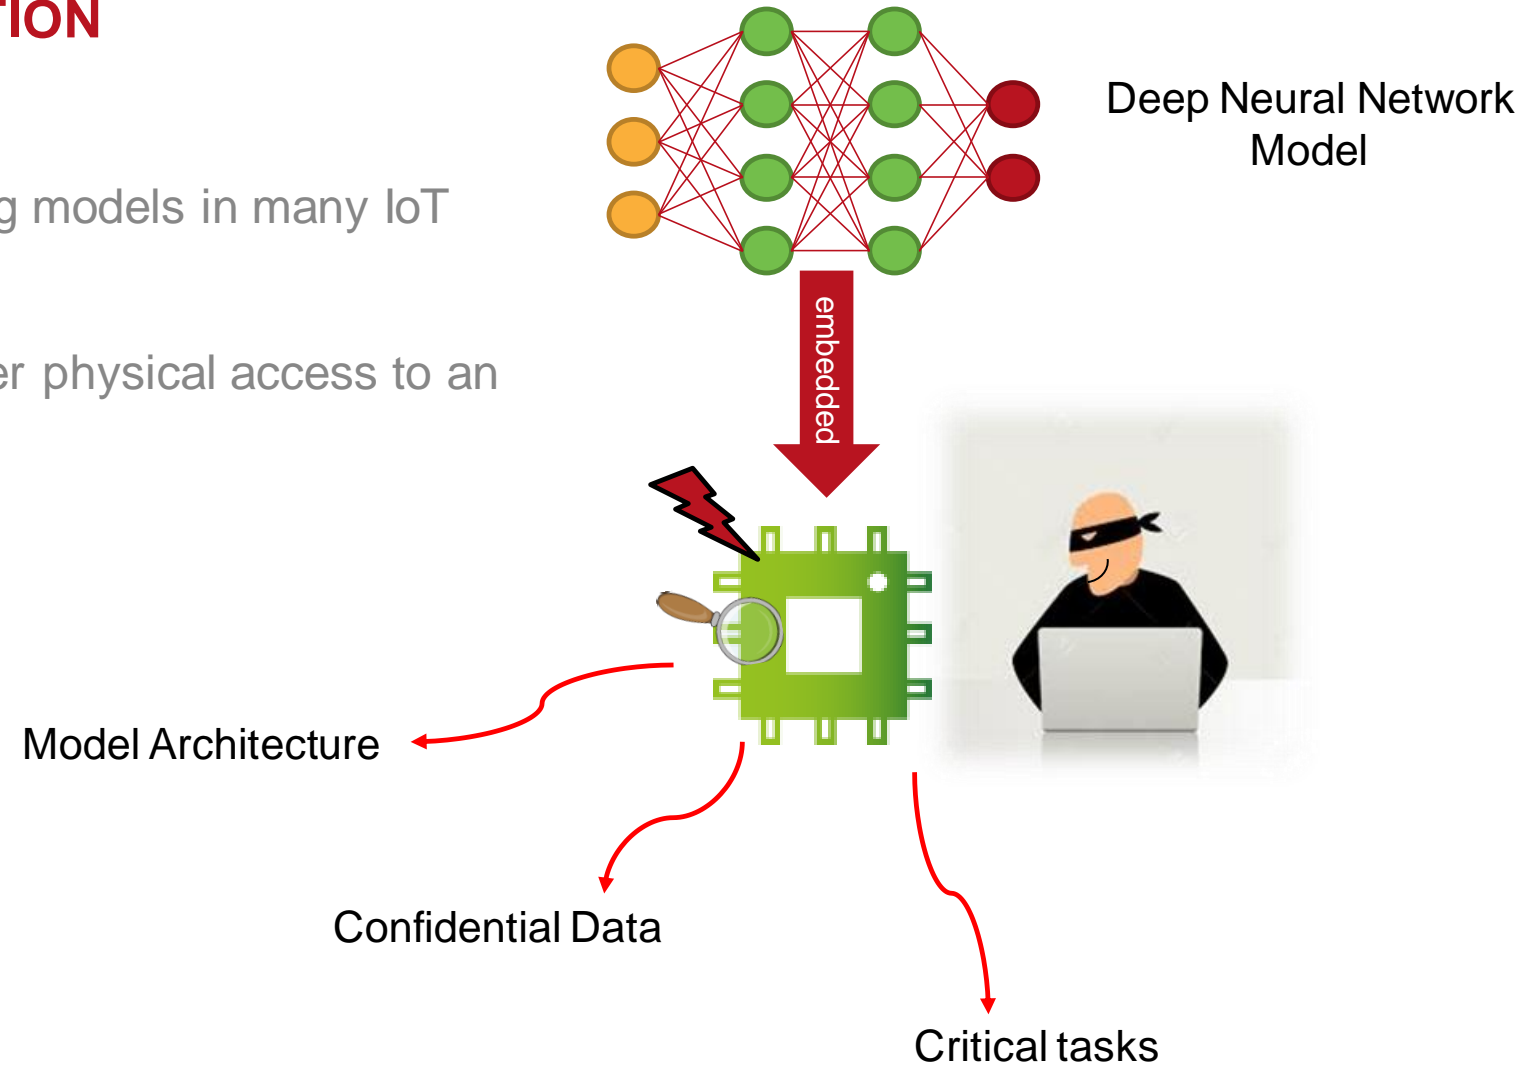 TION
Deep Neural Network
Model
g models in many IoT
er physical access to an
embedded
Model Architecture
Confidential Data
Critical tasks